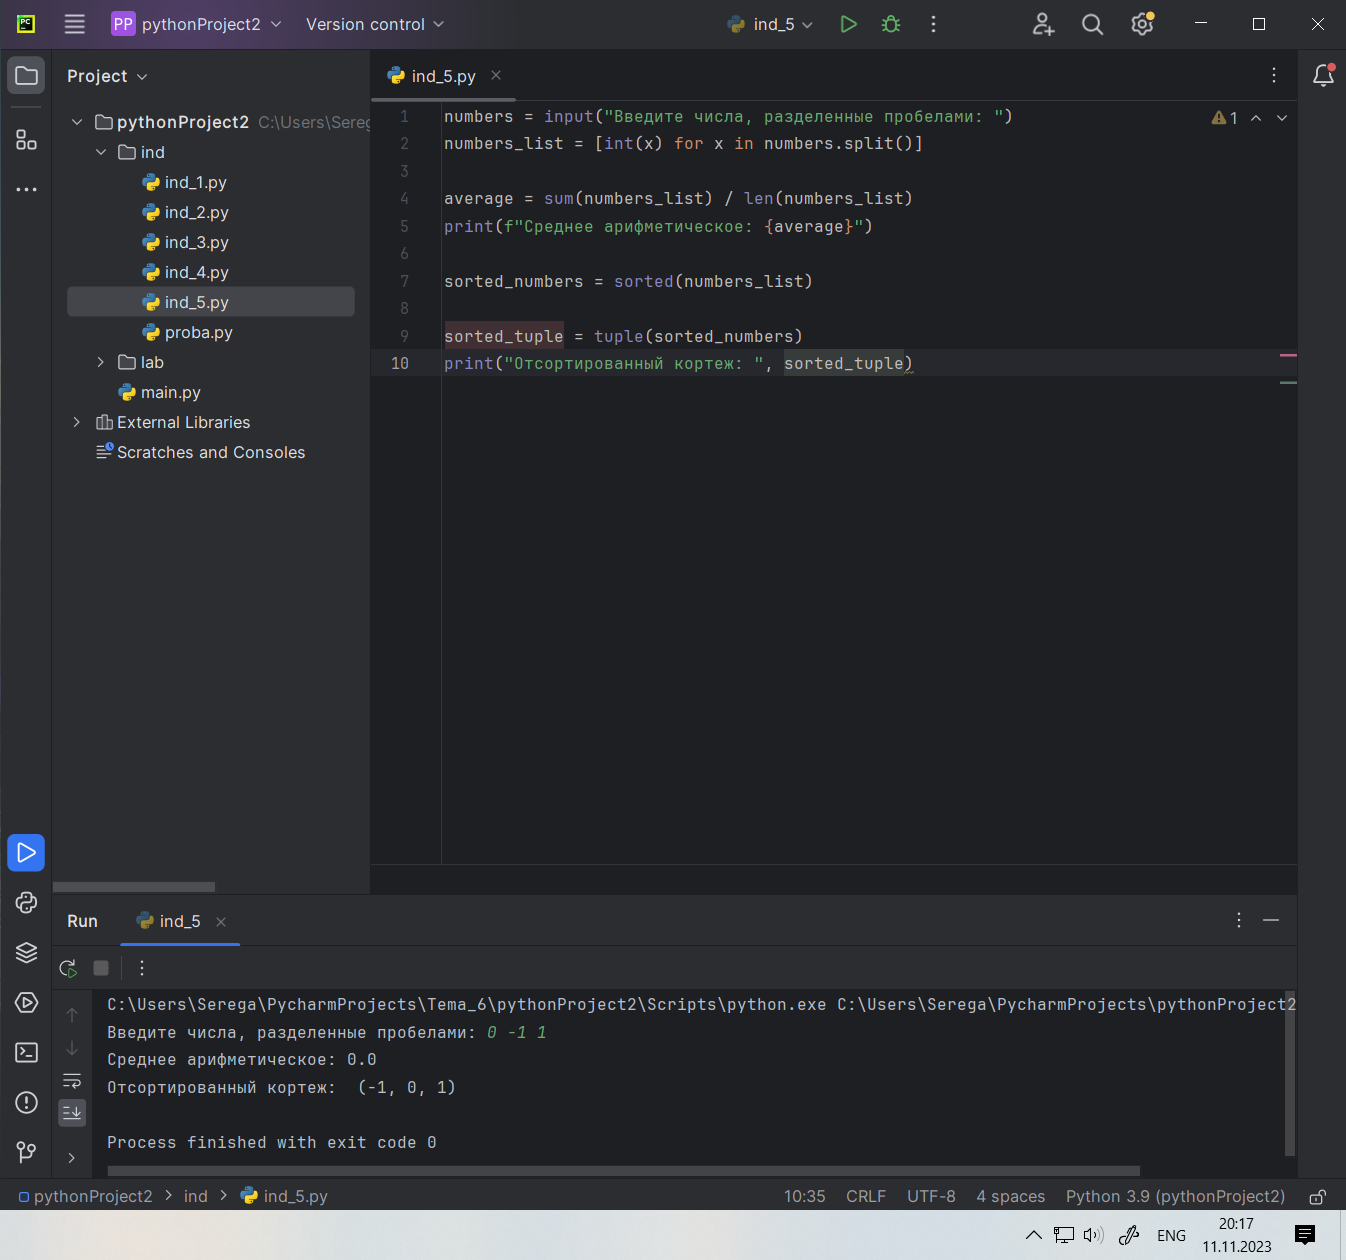 PP pythonProject2 Version control ind_5
Project
ind_5.py
pythonProject2 C:\Users\Sereg
ind
ind_1.py
ind_2.py
ind_3.py
ind_4.py
ind_5.py
proba.py
lab
main.py
External Libraries
Scratches and Consoles
1 numbers = input("Введите числа, разделенные пробелами: ")
2 numbers_list = [int(x) for x in numbers.split()]
3
4 average = sum(numbers_list) / len(numbers_list)
5 print(f"Среднее арифметическое: {average}")
6
7 sorted_numbers = sorted(numbers_list)
8
9 sorted_tuple = tuple(sorted_numbers)
10 print("Отсортированный кортеж: ", sorted_tuple)
1
Run ind_5
C:\Users\Serega\PycharmProjects\Tema_6\pythonProject2\Scripts\python.exe C:\Users\Serega\PycharmProjects\pythonProject2
Введите числа, разделенные пробелами: 0 -1 1
Среднее арифметическое: 0.0
Отсортированный кортеж:  (-1, 0, 1)
Process finished with exit code 0
pythonProject2 > ind > ind_5.py 10:35 CRLF UTF-8 4 spaces Python 3.9 (pythonProject2)
ENG 20:17
11.11.2023